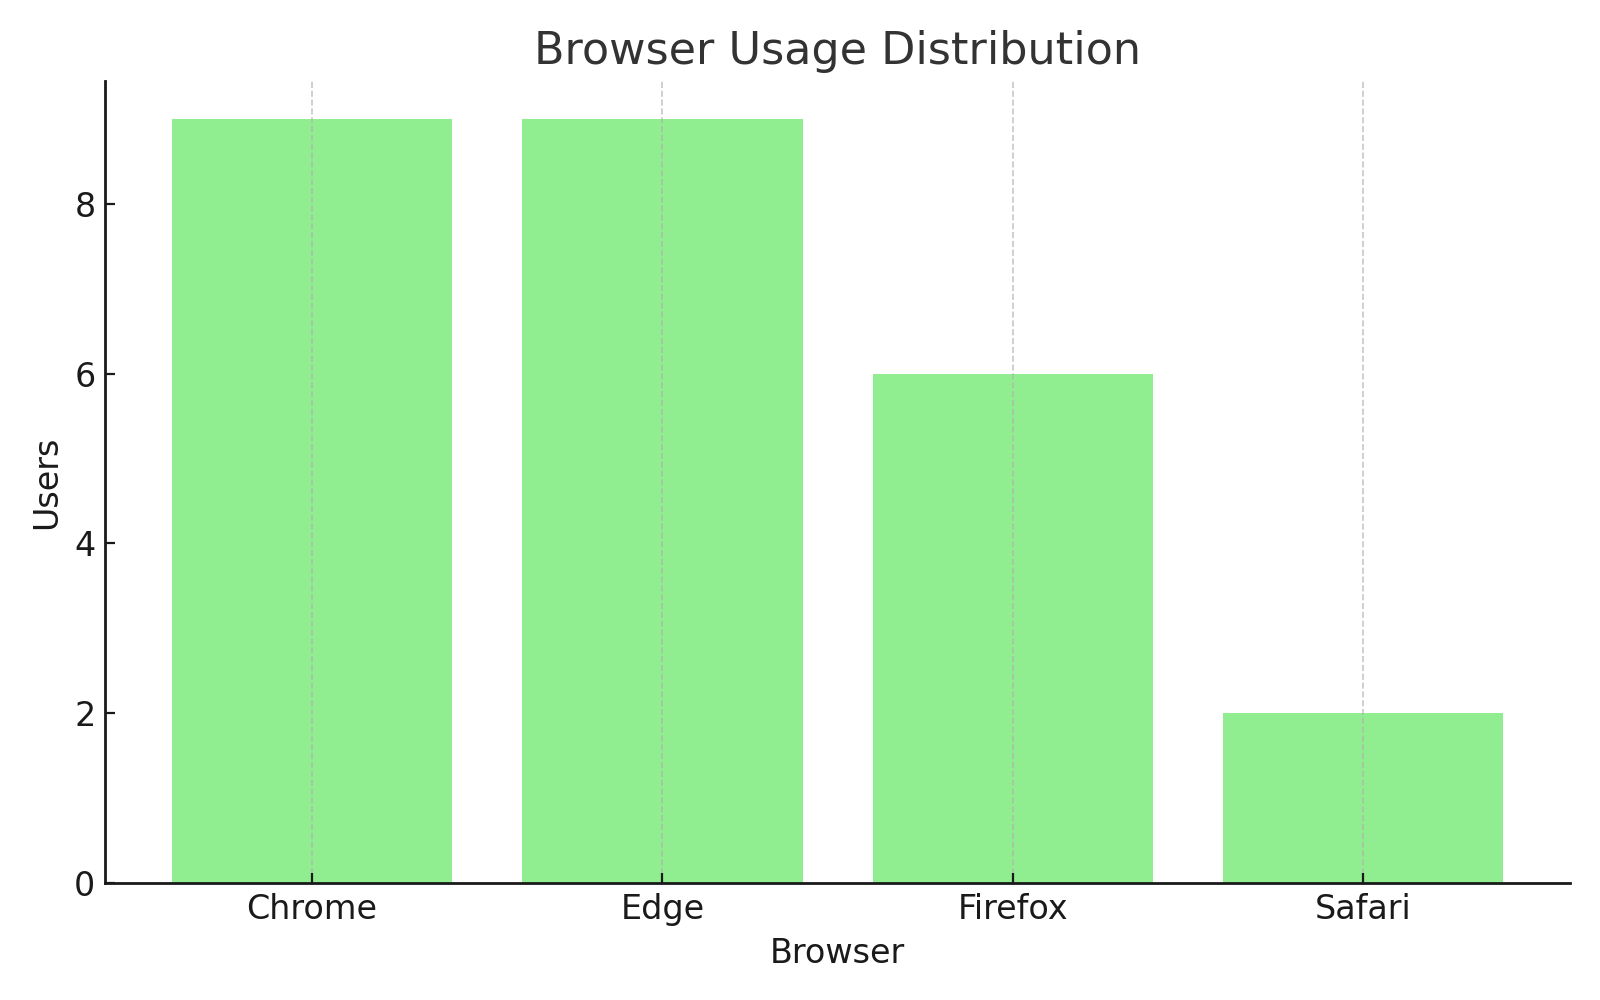 Browser Usage Distribution
8
6
4
2
0
Users
Chrome Edge Firefox Safari
Browser